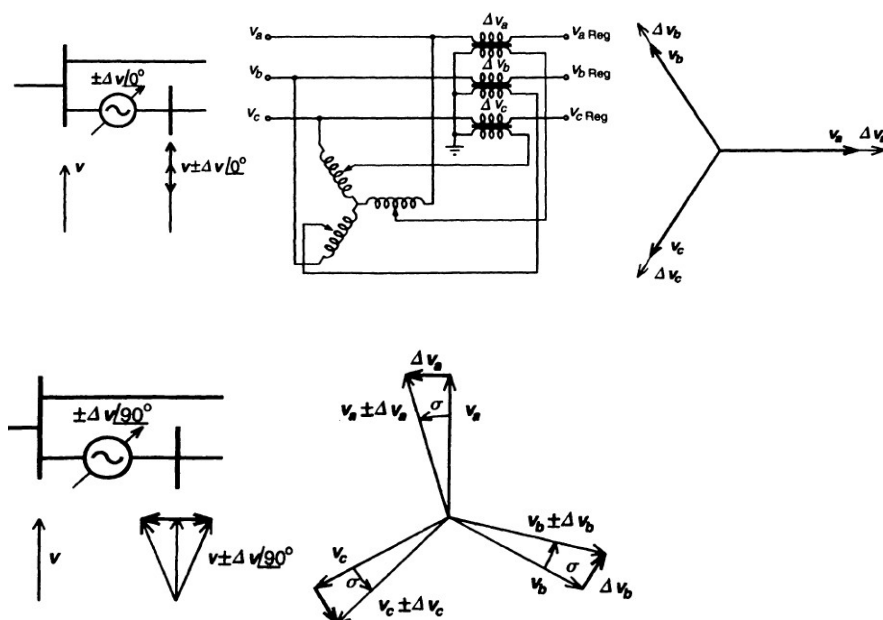 ±Δv/0°
v
v±Δv/0°
va
vb
vc
Δva
Δvb
Δvc
va Reg
vb Reg
vc Reg
Δvb
vb
va Δva
vc
Δvc
±Δv/90°
v
v±Δv/90°
Δva
va±Δva
σ
va
vb±Δvb
vc
σ
vc±Δvc
vb
σ
Δvb